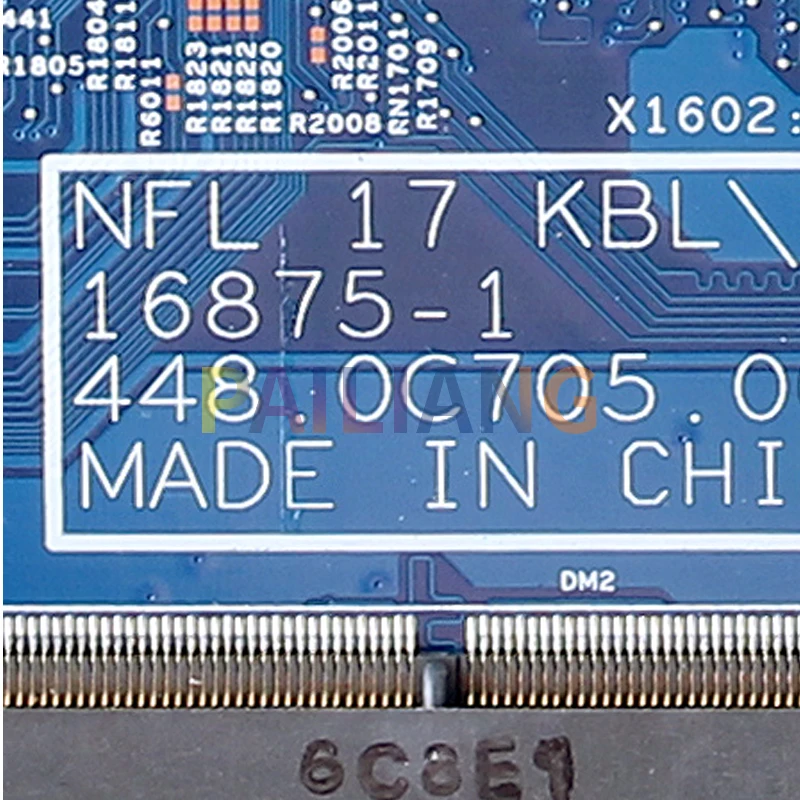 441
R1805
R1804
R1811
R6011
R1823
R1821
R1822
R1820
R2006
R2011
RN1701
R1709
R2008
X1602:
NFL 17 KBL\
16875-1
448.0C705.0
MADE IN CHI
PAILIANG
DM2
6C8E1